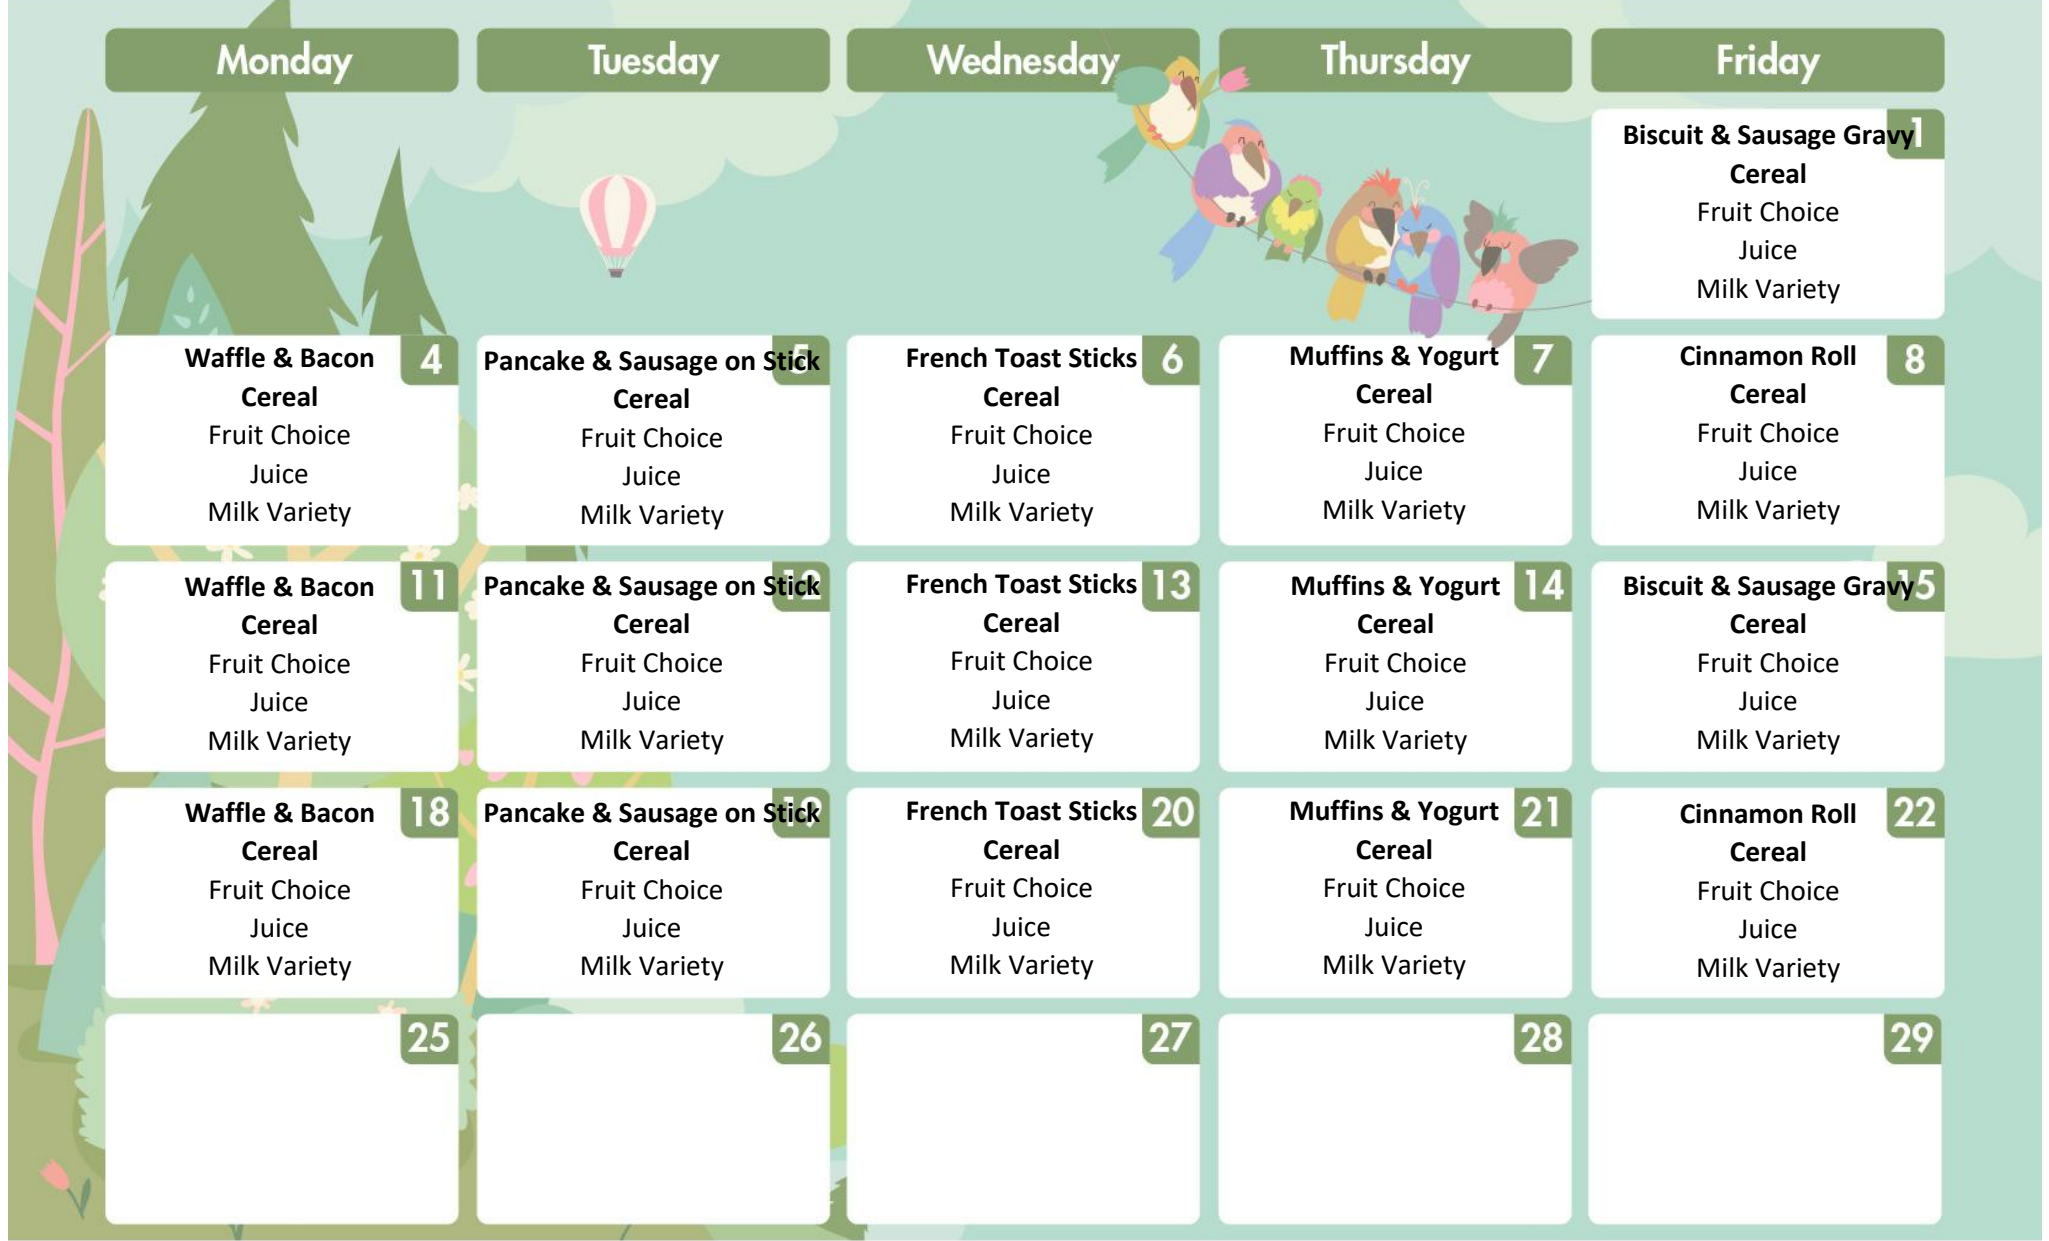 Monday
Tuesday
Wednesday
Thursday
Friday
1
Biscuit & Sausage Gravy
Cereal
Fruit Choice
Juice
Milk Variety
4
Waffle & Bacon
Cereal
Fruit Choice
Juice
Milk Variety
5
Pancake & Sausage on Stick
Cereal
Fruit Choice
Juice
Milk Variety
6
French Toast Sticks
Cereal
Fruit Choice
Juice
Milk Variety
7
Muffins & Yogurt
Cereal
Fruit Choice
Juice
Milk Variety
8
Cinnamon Roll
Cereal
Fruit Choice
Juice
Milk Variety
11
Waffle & Bacon
Cereal
Fruit Choice
Juice
Milk Variety
12
Pancake & Sausage on Stick
Cereal
Fruit Choice
Juice
Milk Variety
13
French Toast Sticks
Cereal
Fruit Choice
Juice
Milk Variety
14
Muffins & Yogurt
Cereal
Fruit Choice
Juice
Milk Variety
15
Biscuit & Sausage Gravy
Cereal
Fruit Choice
Juice
Milk Variety
18
Waffle & Bacon
Cereal
Fruit Choice
Juice
Milk Variety
19
Pancake & Sausage on Stick
Cereal
Fruit Choice
Juice
Milk Variety
20
French Toast Sticks
Cereal
Fruit Choice
Juice
Milk Variety
21
Muffins & Yogurt
Cereal
Fruit Choice
Juice
Milk Variety
22
Cinnamon Roll
Cereal
Fruit Choice
Juice
Milk Variety
25
26
27
28
29